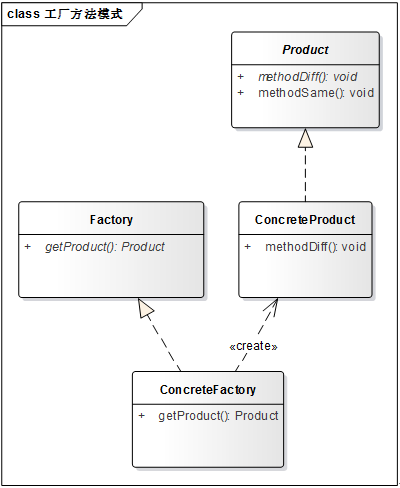 class 工厂方法模式
Product
+ methodDiff(): void
+ methodSame(): void
Factory
+ getProduct(): Product
ConcreteProduct
+ methodDiff(): void
«create»
ConcreteFactory
+ getProduct(): Product